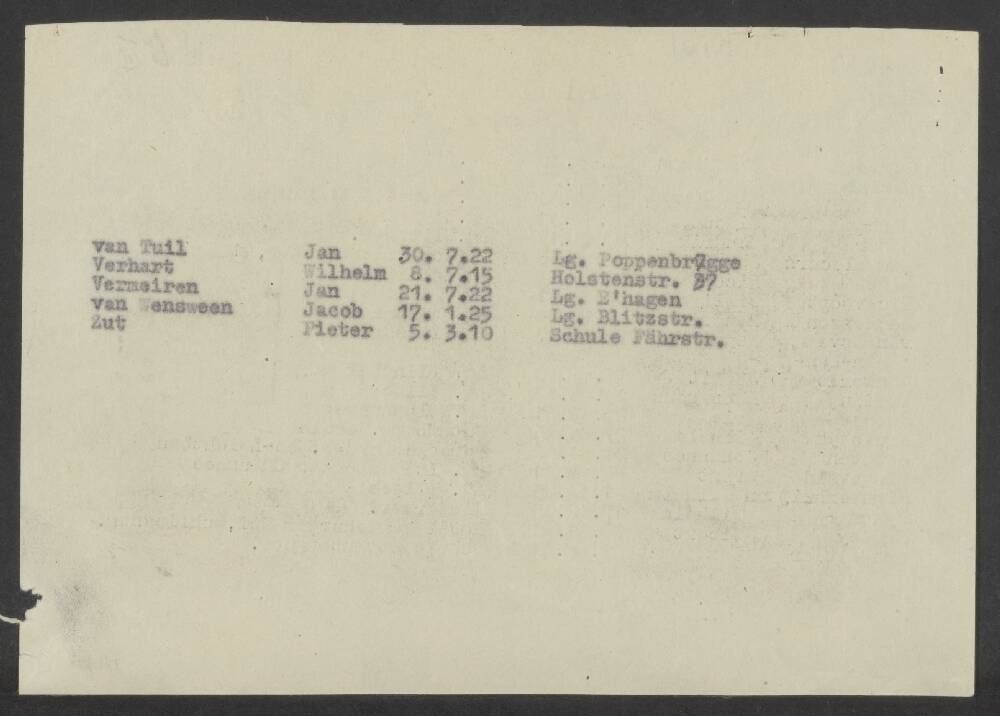 van Tuil Jan 30. 7.22 Lg. Poppenbrügge
Verhart Wilhelm 8. 7.15 Holstenstr. 37
Vermeiren Jan 21. 7.22 Lg. E'hagen
van Wensween Jacob 17. 1.25 Lg. Blitzstr.
Zut Pieter 5. 3.10 Schule Fährstr.